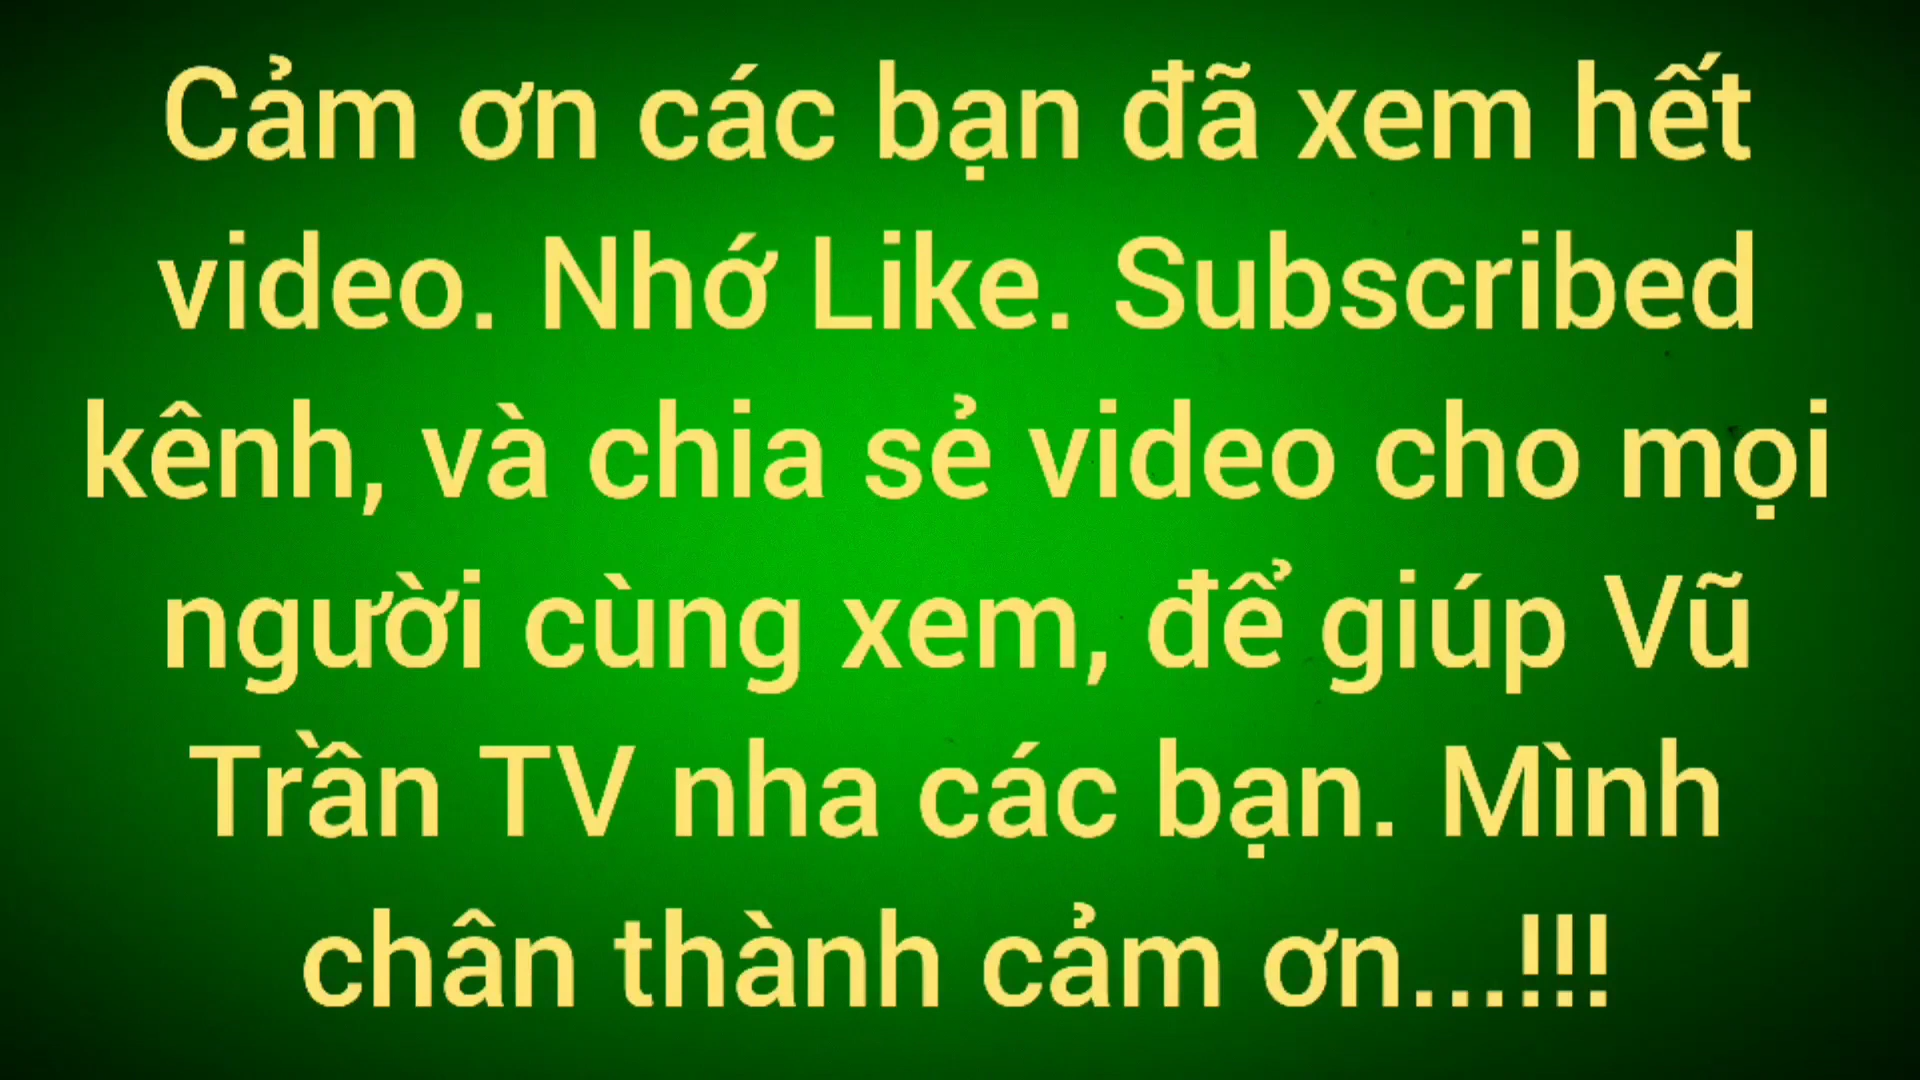 Cảm ơn các bạn đã xem hết
video. Nhớ Like. Subscribed
kênh, và chia sẻ video cho mọi
người cùng xem, để giúp Vũ
Trần TV nha các bạn. Mình
chân thành cảm ơn...!!!